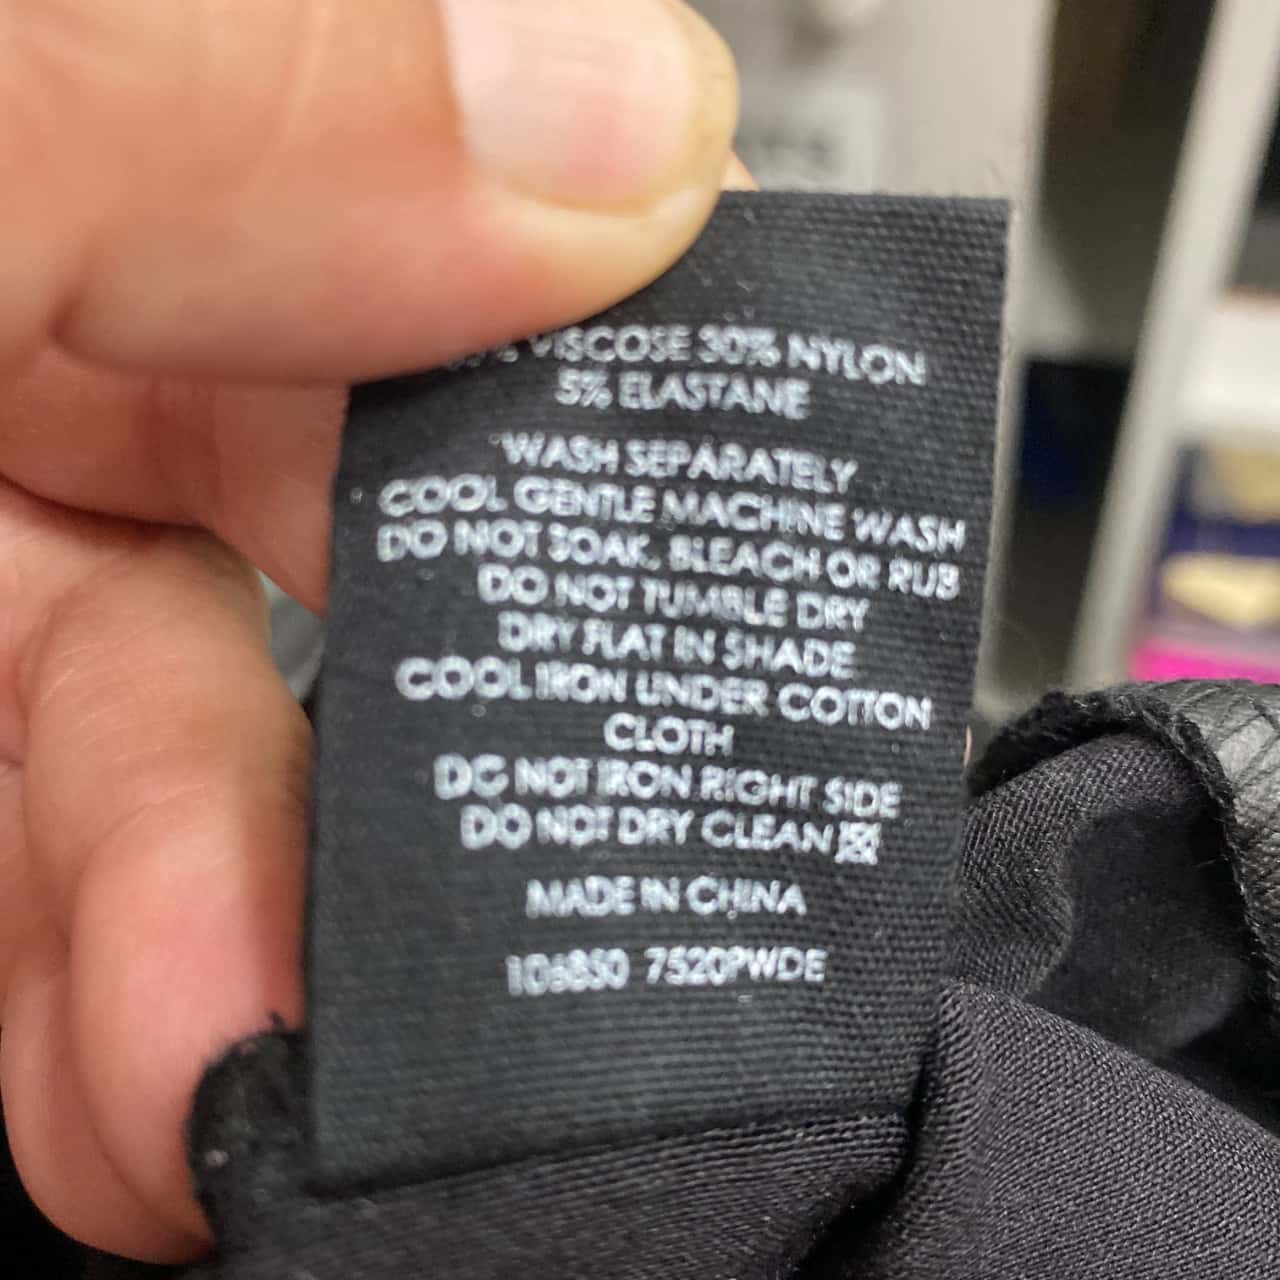 VISCOSE 30% NYLON
5% ELASTANE
WASH SEPARATELY
COOL GENTLE MACHINE WASH
DO NOT SOAK, BLEACH OR RUB
DO NOT TUMBLE DRY
DRY FLAT IN SHADE
COOL IRON UNDER COTTON
CLOTH
DO NOT IRON RIGHT SIDE
DO NOT DRY CLEAN
MADE IN CHINA
106850 7520PWDE